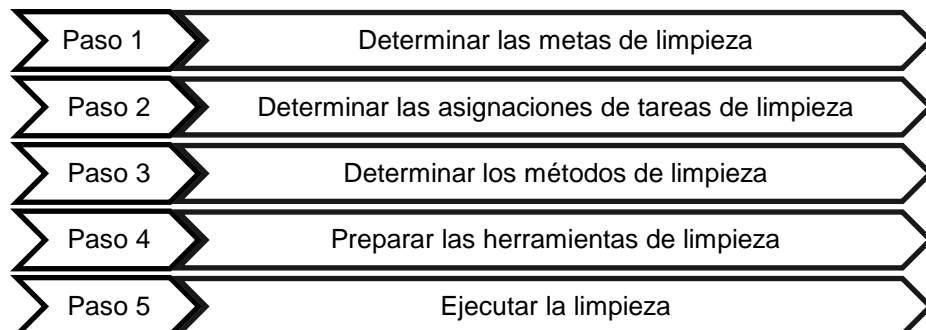 Paso 1 Determinar las metas de limpieza
Paso 2 Determinar las asignaciones de tareas de limpieza
Paso 3 Determinar los métodos de limpieza
Paso 4 Preparar las herramientas de limpieza
Paso 5 Ejecutar la limpieza